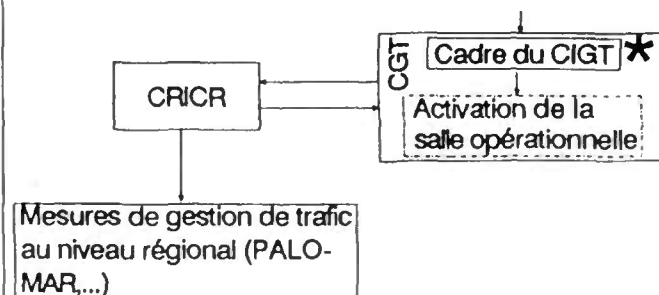 CGT
Cadre du CIGT *
CRICR
Activation de la
salle opérationnelle
Mesures de gestion de trafic
au niveau régional (PALO-
MAR,...)